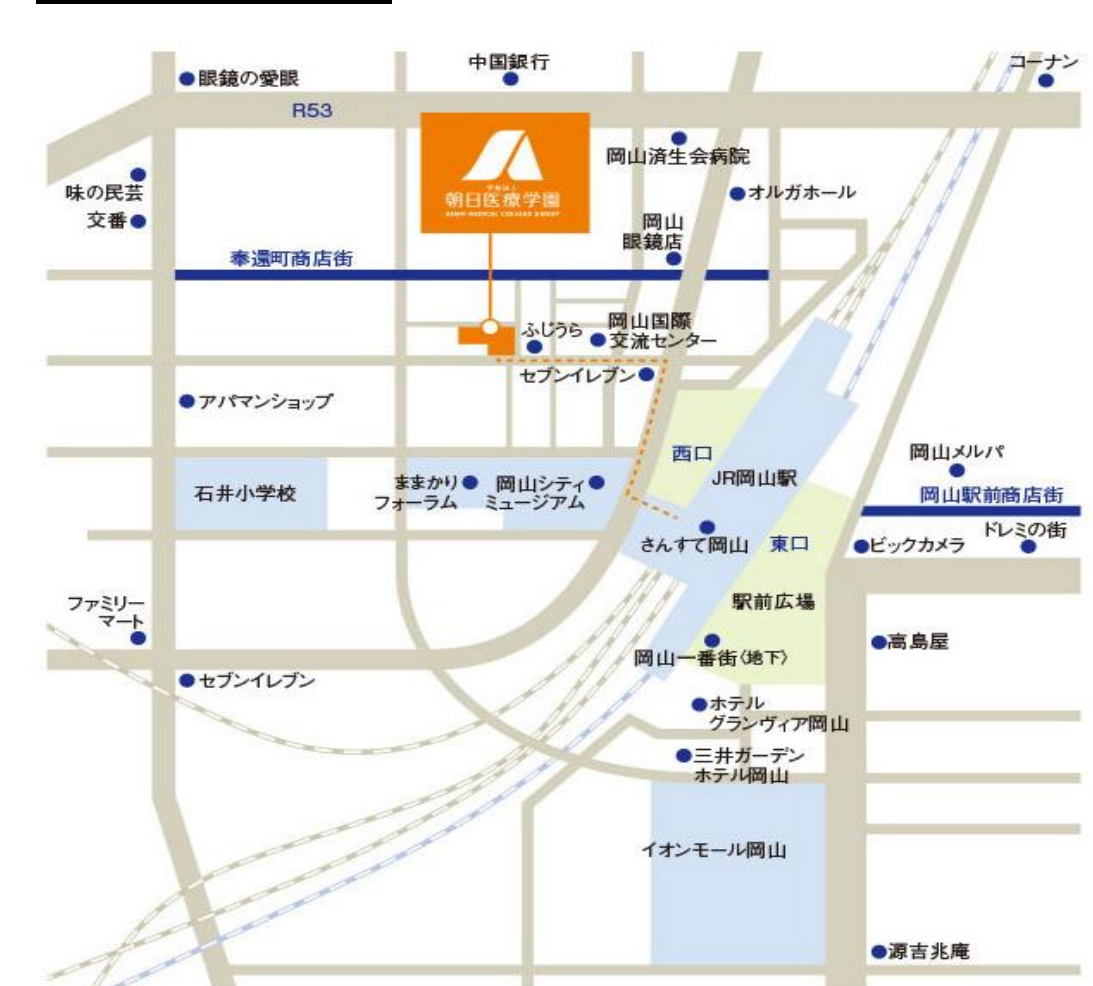 中国銀行
コーナン
眼鏡の愛眼
R53
岡山済生会病院
味の民芸
オルガホール
朝日医療学園
交番
岡山
眼鏡店
奉還町商店街
ふじうら
岡山国際
交流センター
セブンイレブン
アパマンショップ
西口
岡山メルパ
JR岡山駅
石井小学校
ままかり
フォーラム
岡山シティ
ミュージアム
岡山駅前商店街
ドレミの街
さんすて岡山
東口
ビックカメラ
ファミリー
マート
駅前広場
高島屋
岡山一番街〈地下〉
セブンイレブン
ホテル
グランヴィア岡山
三井ガーデン
ホテル岡山
イオンモール岡山
源吉兆庵